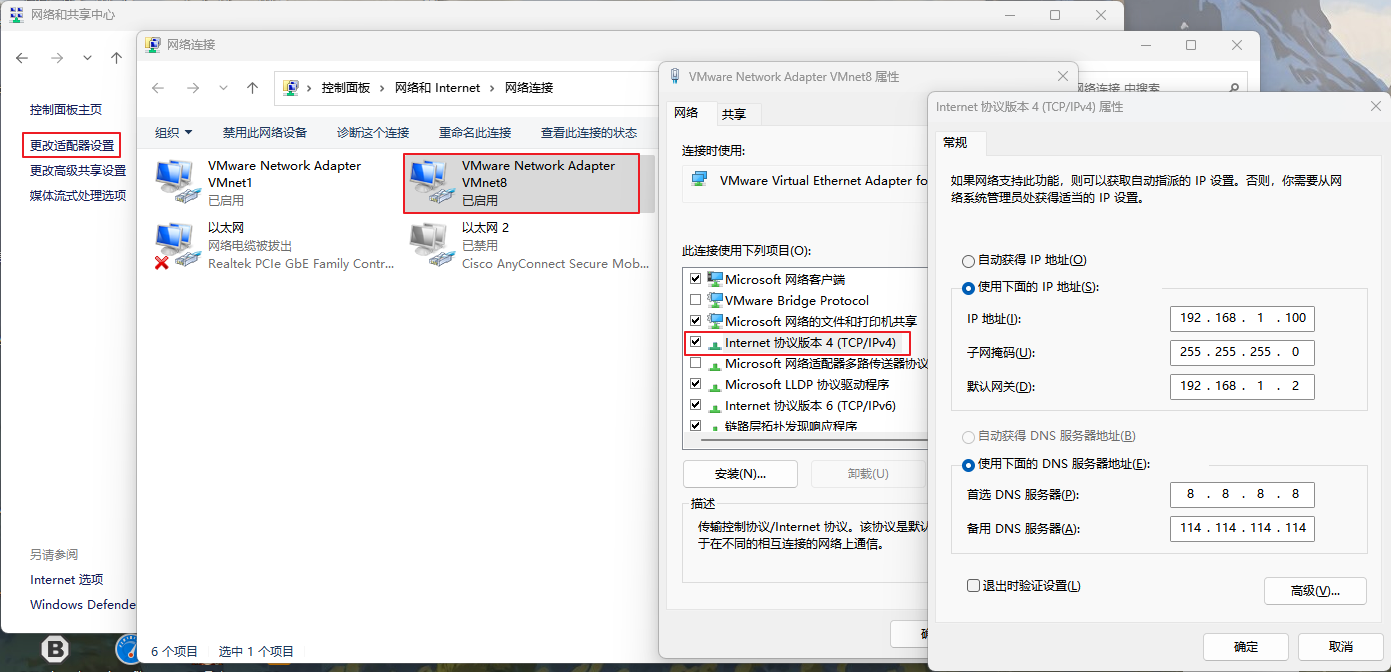 网络和共享中心
控制面板主页
更改适配器设置
更改高级共享设置
媒体流式处理选项
另请参阅
Internet 选项
Windows Defende
网络连接
控制面板 › 网络和 Internet › 网络连接
网络连接 中搜索
组织
禁用此网络设备
诊断这个连接
重命名此连接
查看此连接的状态
VMware Network Adapter
VMnet1
已启用
VMware Network Adapter
VMnet8
已启用
以太网
网络电缆被拔出
Realtek PCIe GbE Family Contr...
以太网 2
已禁用
Cisco AnyConnect Secure Mob...
6 个项目
选中 1 个项目
VMware Network Adapter VMnet8 属性
网络
共享
连接时使用:
VMware Virtual Ethernet Adapter fo
此连接使用下列项目(O):
Microsoft 网络客户端
VMware Bridge Protocol
Microsoft 网络的文件和打印机共享
Internet 协议版本 4 (TCP/IPv4)
Microsoft 网络适配器多路传送器协议
Microsoft LLDP 协议驱动程序
Internet 协议版本 6 (TCP/IPv6)
链路层拓扑发现响应程序
安装(N)...
卸载(U)
描述
传输控制协议/Internet 协议。该协议是默认
于在不同的相互连接的网络上通信。
Internet 协议版本 4 (TCP/IPv4) 属性
常规
如果网络支持此功能，则可以获取自动指派的 IP 设置。否则，你需要从网
络系统管理员处获得适当的 IP 设置。
自动获得 IP 地址(O)
使用下面的 IP 地址(S):
IP 地址(I):
192 . 168 . 1 . 100
子网掩码(U):
255 . 255 . 255 . 0
默认网关(D):
192 . 168 . 1 . 2
自动获得 DNS 服务器地址(B)
使用下面的 DNS 服务器地址(E):
首选 DNS 服务器(P):
8 . 8 . 8 . 8
备用 DNS 服务器(A):
114 . 114 . 114 . 114
退出时验证设置(L)
高级(V)...
确定
取消
B